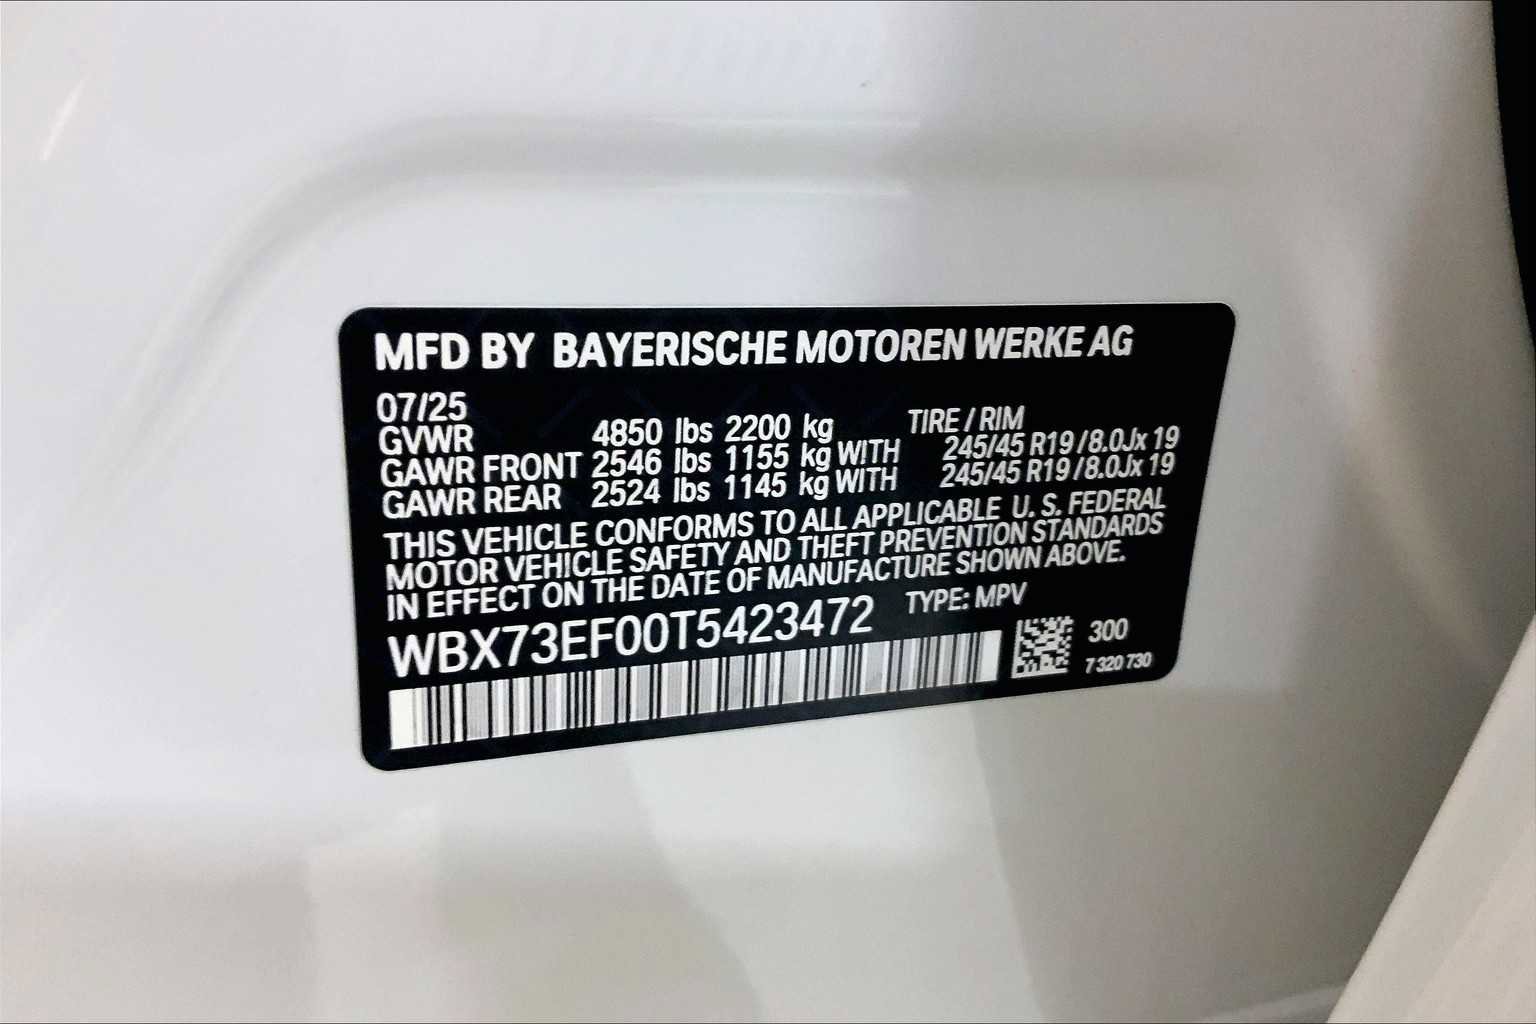 MFD BY BAYERISCHE MOTOREN WERKE AG
07/25
GVWR 4850 lbs 2200 kg TIRE / RIM
GAWR FRONT 2546 lbs 1155 kg WITH 245/45 R19 / 8.0Jx 19
GAWR REAR 2524 lbs 1145 kg WITH 245/45 R19 / 8.0Jx 19
THIS VEHICLE CONFORMS TO ALL APPLICABLE U. S. FEDERAL
MOTOR VEHICLE SAFETY AND THEFT PREVENTION STANDARDS
IN EFFECT ON THE DATE OF MANUFACTURE SHOWN ABOVE.
WBX73EF00T5423472 TYPE: MPV
300
7 320 730